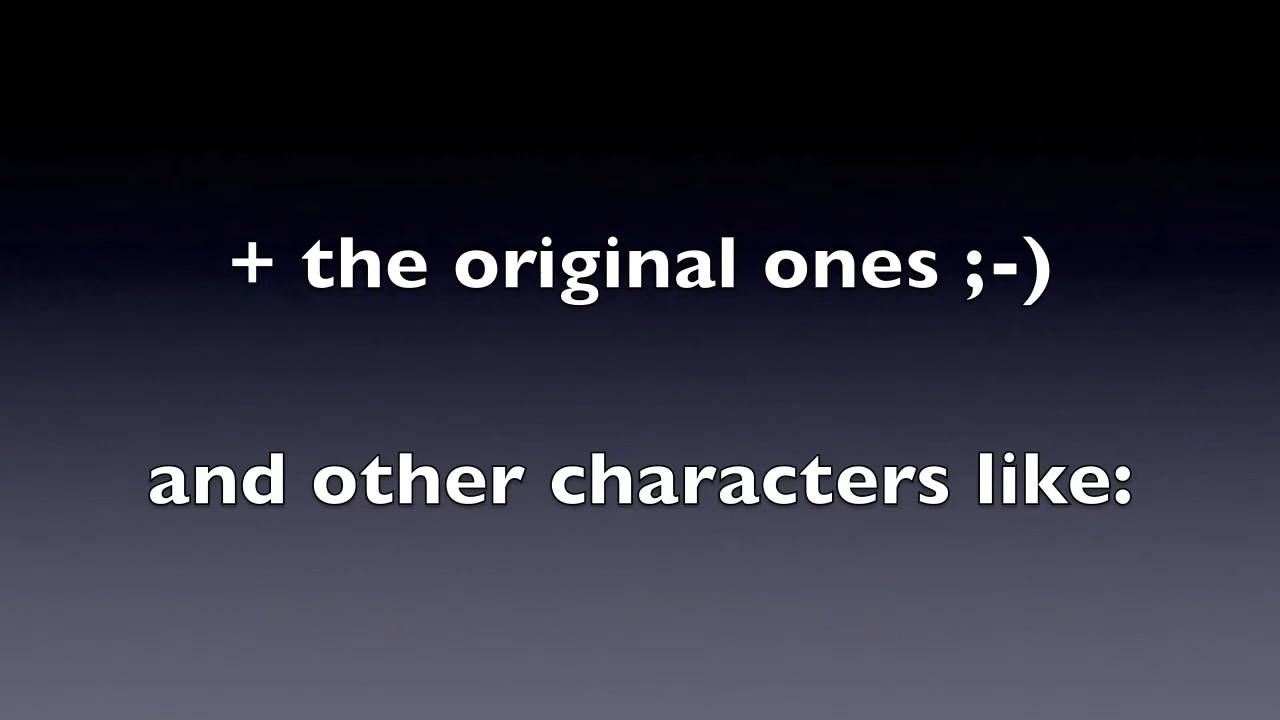 + the original ones ;-)
and other characters like: